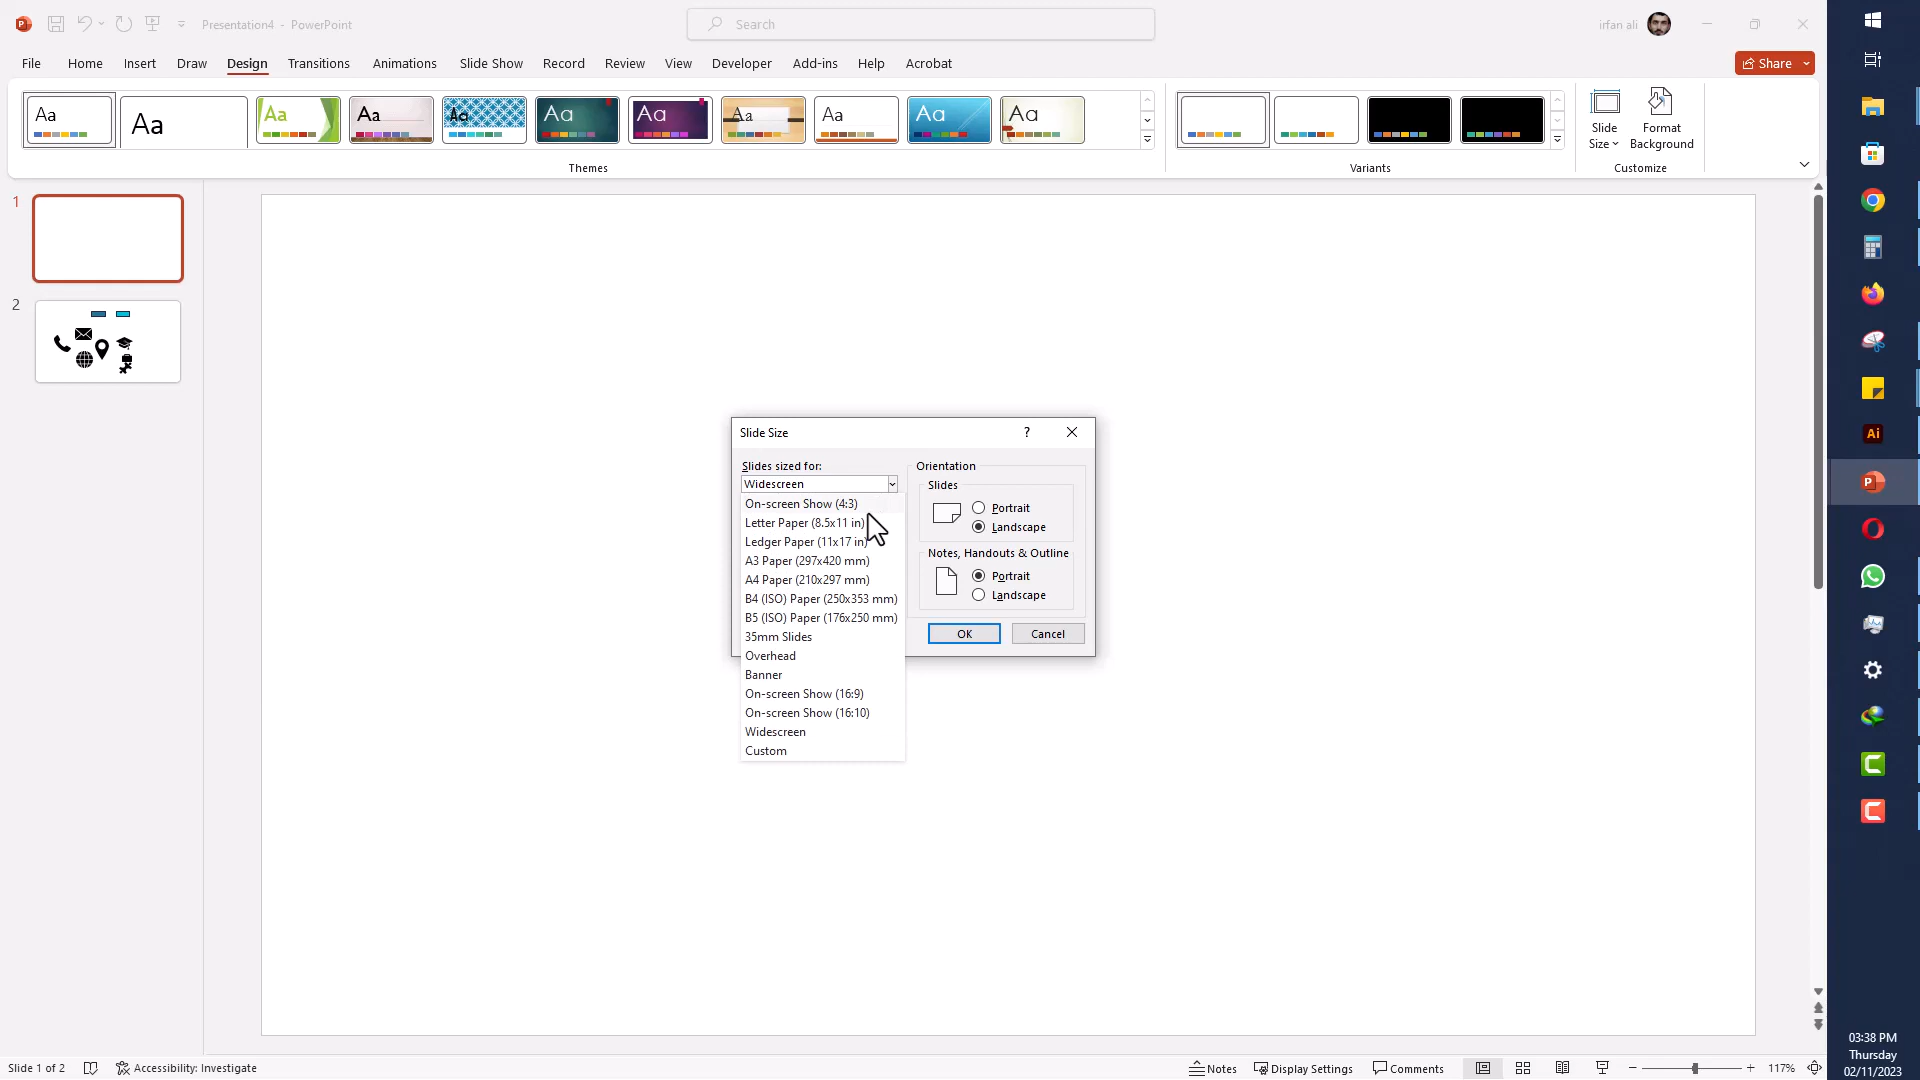 Presentation4 - PowerPoint
Search
irfan ali
File Home Insert Draw Design Transitions Animations Slide Show Record Review View Developer Add-ins Help Acrobat
Share
Aa Aa Aa Aa Aa Aa Aa Aa Aa Aa Aa
Slide Size
Format Background
Themes
Variants
Customize
1
2
Slide Size
?
Slides sized for:
Widescreen
On-screen Show (4:3)
Letter Paper (8.5x11 in)
Ledger Paper (11x17 in)
A3 Paper (297x420 mm)
A4 Paper (210x297 mm)
B4 (ISO) Paper (250x353 mm)
B5 (ISO) Paper (176x250 mm)
35mm Slides
Overhead
Banner
On-screen Show (16:9)
On-screen Show (16:10)
Widescreen
Custom
Orientation
Slides
Portrait
Landscape
Notes, Handouts & Outline
Portrait
Landscape
OK
Cancel
Ai
P
Slide 1 of 2
Accessibility: Investigate
Notes
Display Settings
Comments
117%
03:38 PM
Thursday
02/11/2023